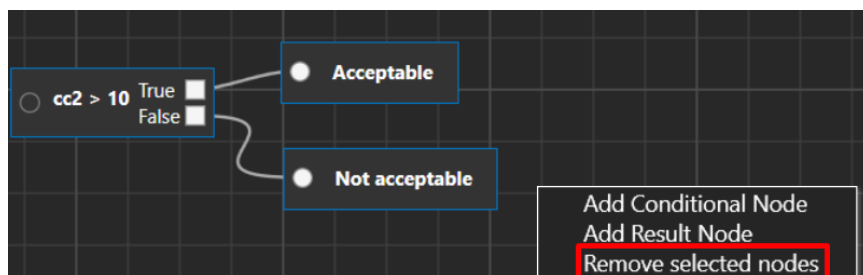 cc2 > 10
True
False
Acceptable
Not acceptable
Add Conditional Node
Add Result Node
Remove selected nodes